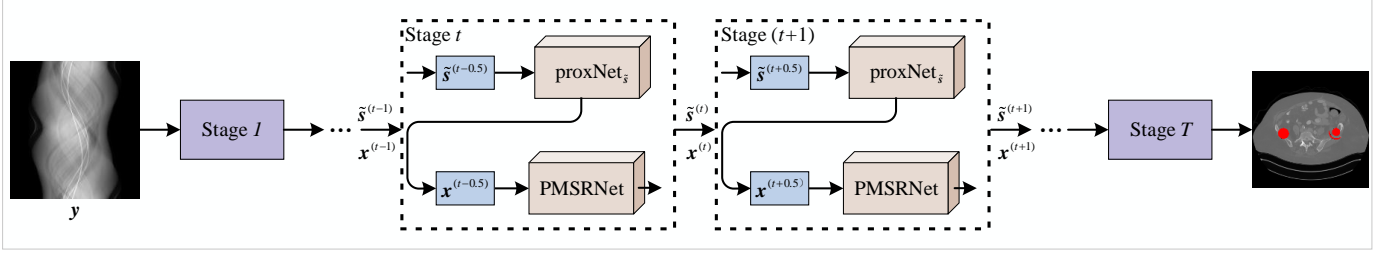 y
Stage 1
...
s̃^(t−1)
x^(t−1)
Stage t
s̃^(t−0.5)
proxNet_s̃
x^(t−0.5)
PMSRNet
s̃^(t)
x^(t)
Stage (t+1)
s̃^(t+0.5)
proxNet_s̃
x^(t+0.5)
PMSRNet
s̃^(t+1)
x^(t+1)
...
Stage T